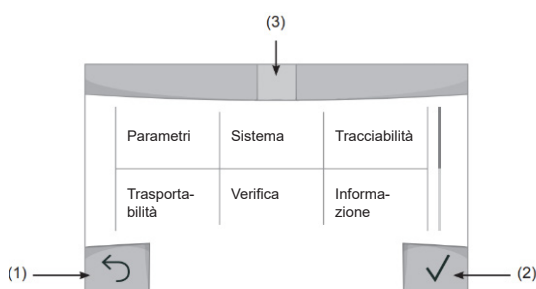 (3)
Parametri Sistema Tracciabilità
Trasporta- Verifica Informa-
bilità zione
(1) (2)